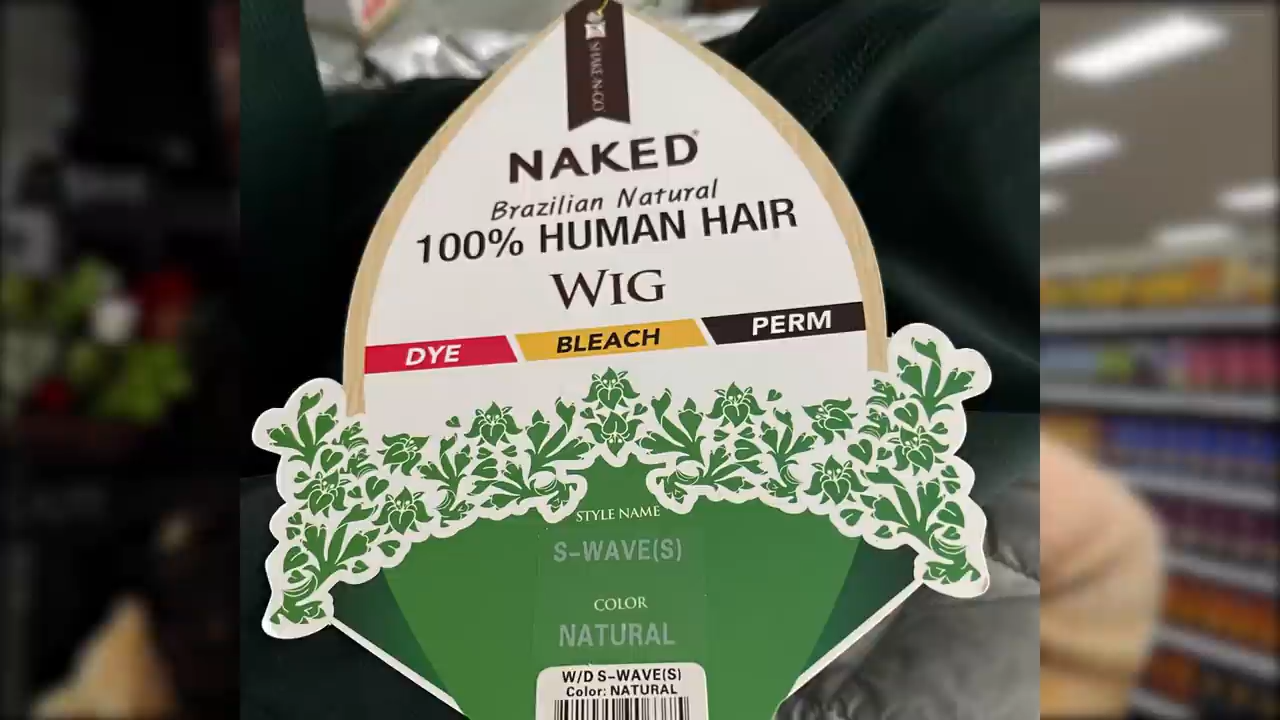 SHAKE-N-GO
NAKED®
Brazilian Natural
100% HUMAN HAIR
WIG
DYE BLEACH PERM
STYLE NAME
S-WAVE(S)
COLOR
NATURAL
W/D S-WAVE(S)
Color: NATURAL